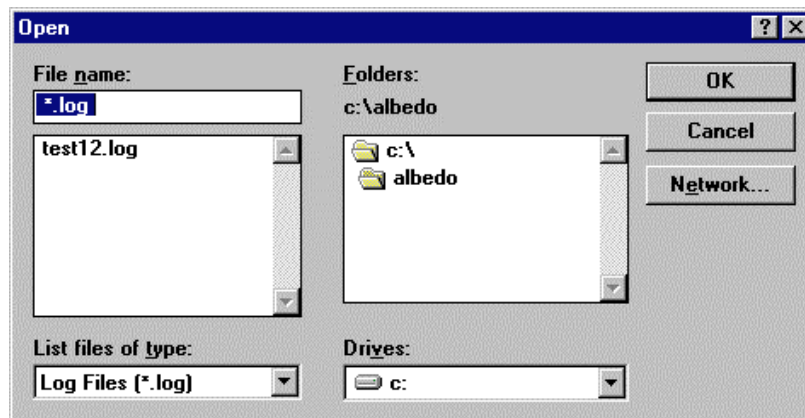 Open
File name:
*.log
test12.log
List files of type:
Log Files (*.log)
Folders:
c:\albedo
c:\
albedo
Drives:
c:
OK
Cancel
Network...